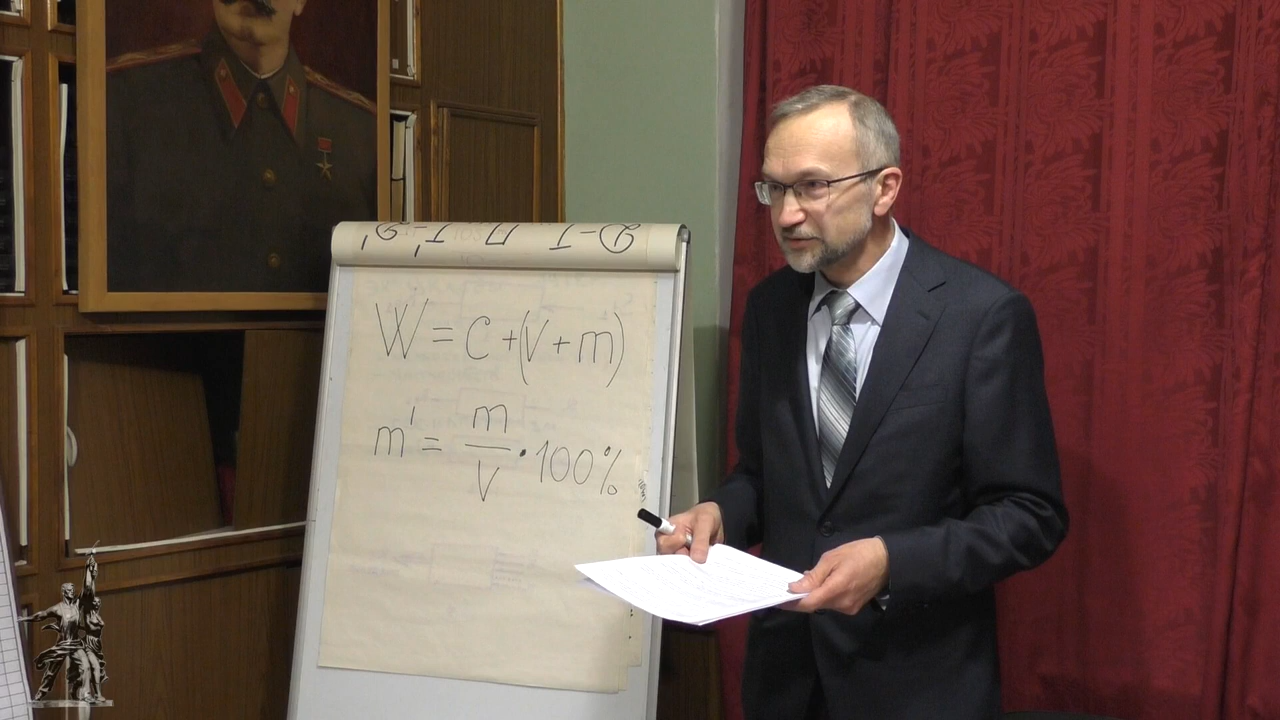 Д-Т П Т'-Д'
W = c + (v + m)
m' = m/v · 100%